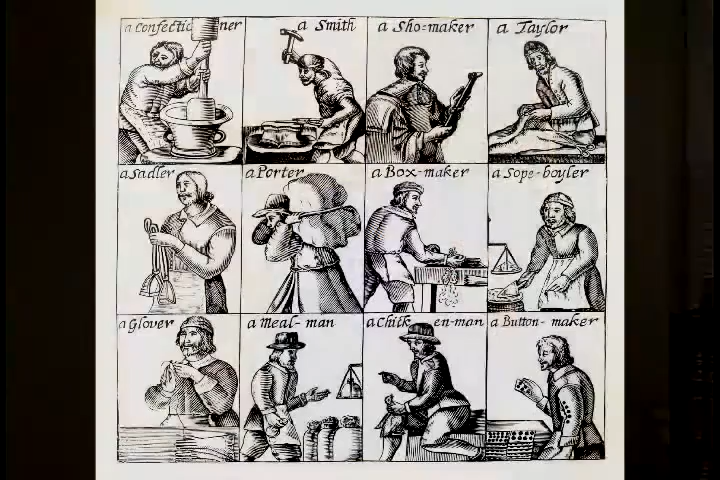 a Confectioner
a Smith
a Sho=maker
a Taylor
a Sadler
a Porter
a Box-maker
a Sope-boyler
a Glover
a Meal-man
a Chick en-man
a Button-maker